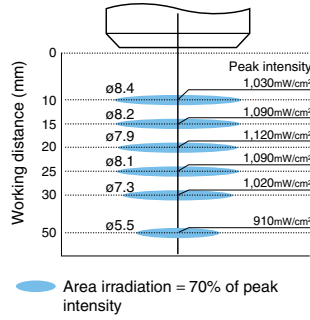 0
Peak intensity
ø8.4
1,030mW/cm²
10
ø8.2
1,090mW/cm²
15
ø7.9
1,120mW/cm²
20
ø8.1
1,090mW/cm²
25
ø7.3
1,020mW/cm²
30
ø5.5
910mW/cm²
50
Working distance (mm)
Area irradiation = 70% of peak
intensity